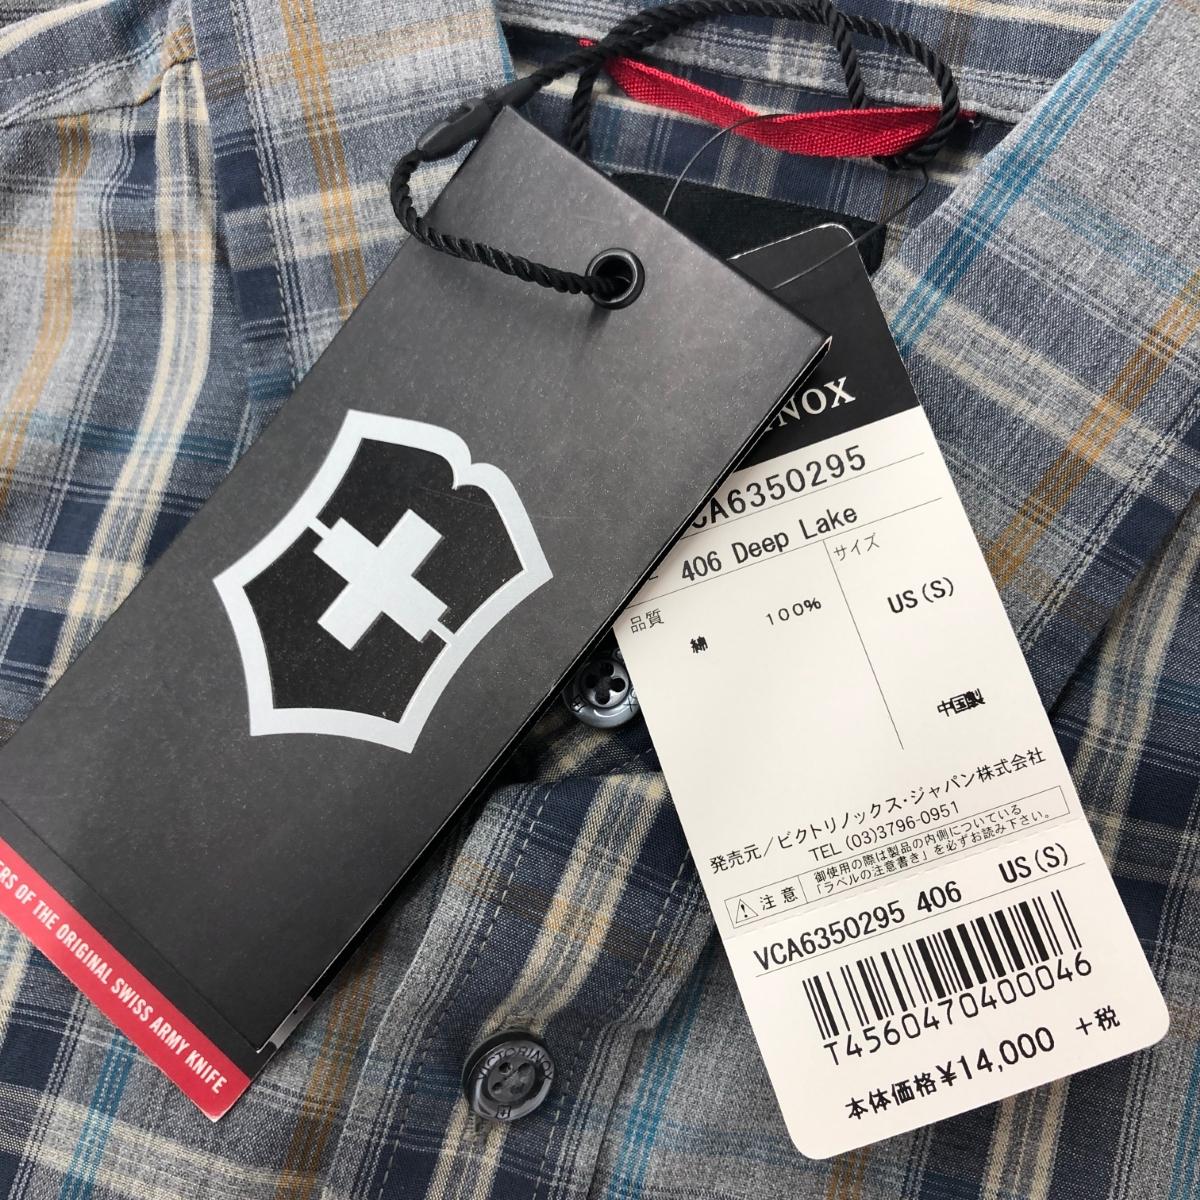 ERS OF THE ORIGINAL SWISS ARMY KNIFE
INOX
CA6350295
406 Deep Lake
サイズ
品質
綿 100%
US(S)
中国製
発売元/ビクトリノックス・ジャパン株式会社
TEL (03)3796-0951
注意
御使用の際は製品の内側についている
「ラベルの注意書き」を必ずお読み下さい。
VCA6350295 406 US(S)
T4560470400046
本体価格¥14,000 +税
VICTORINOX